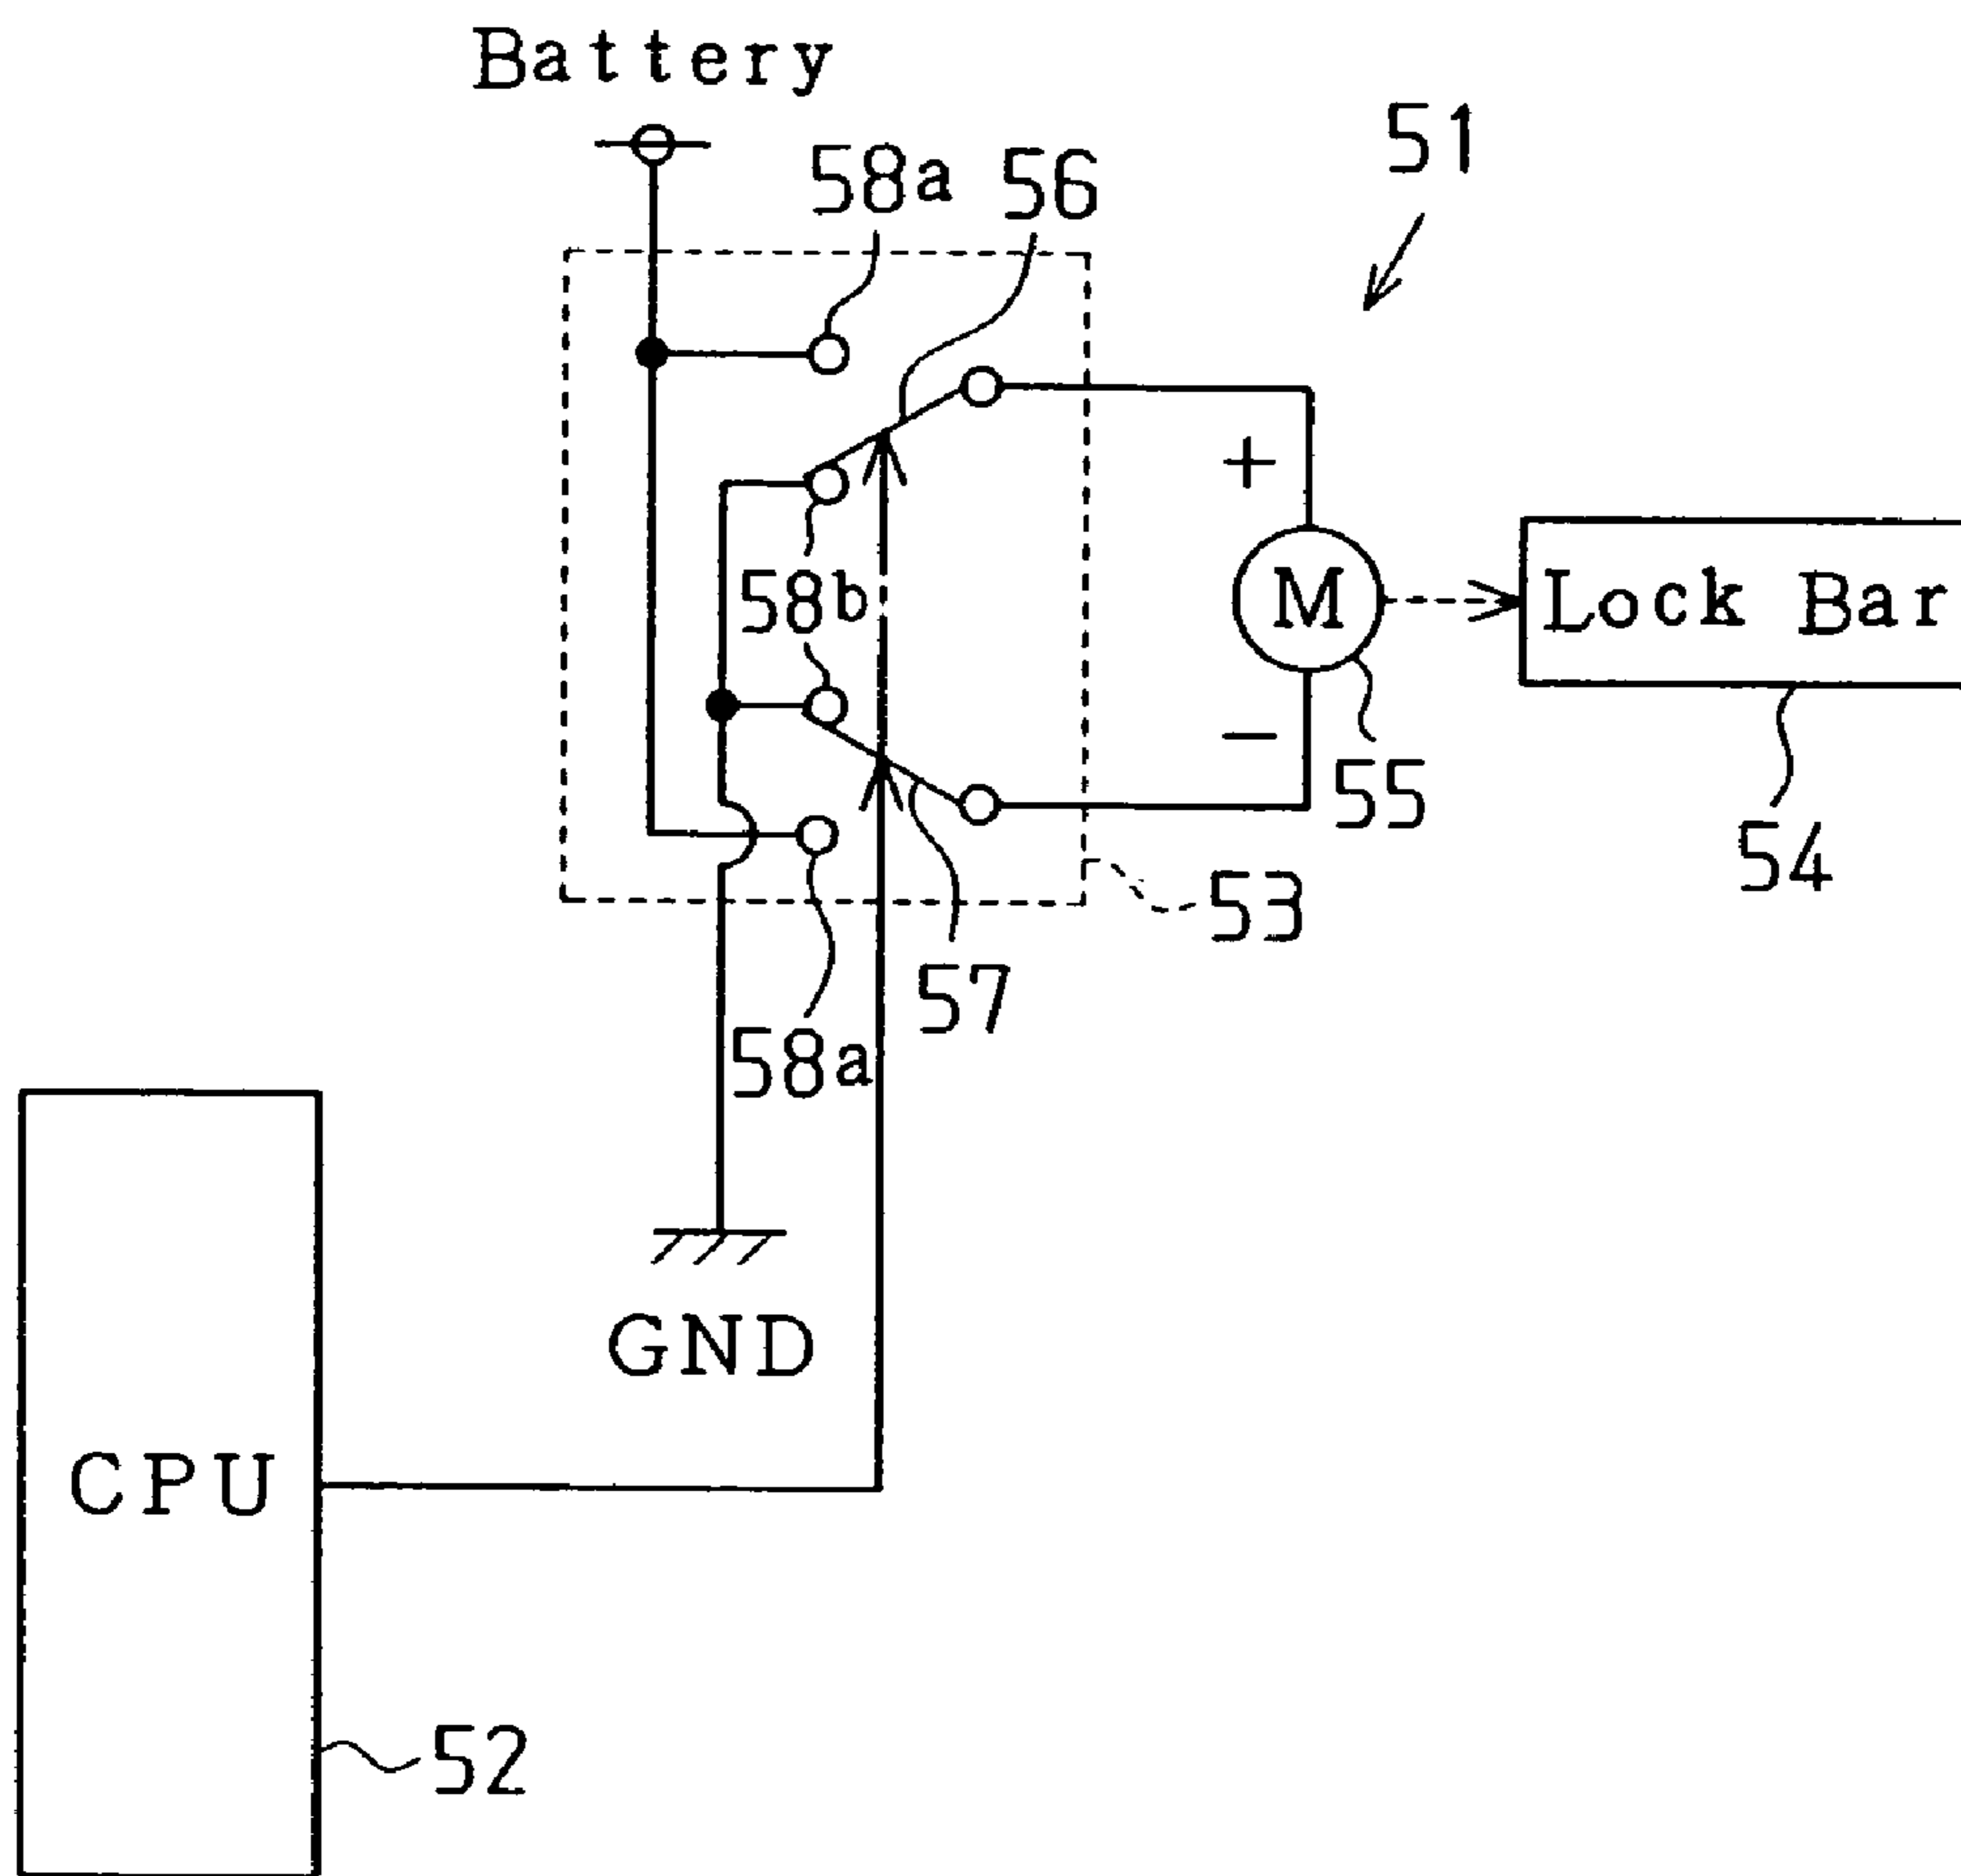 Battery
51
58a
56
+
58b
M
Lock Bar
−
55
54
53
57
58a
GND
CPU
52